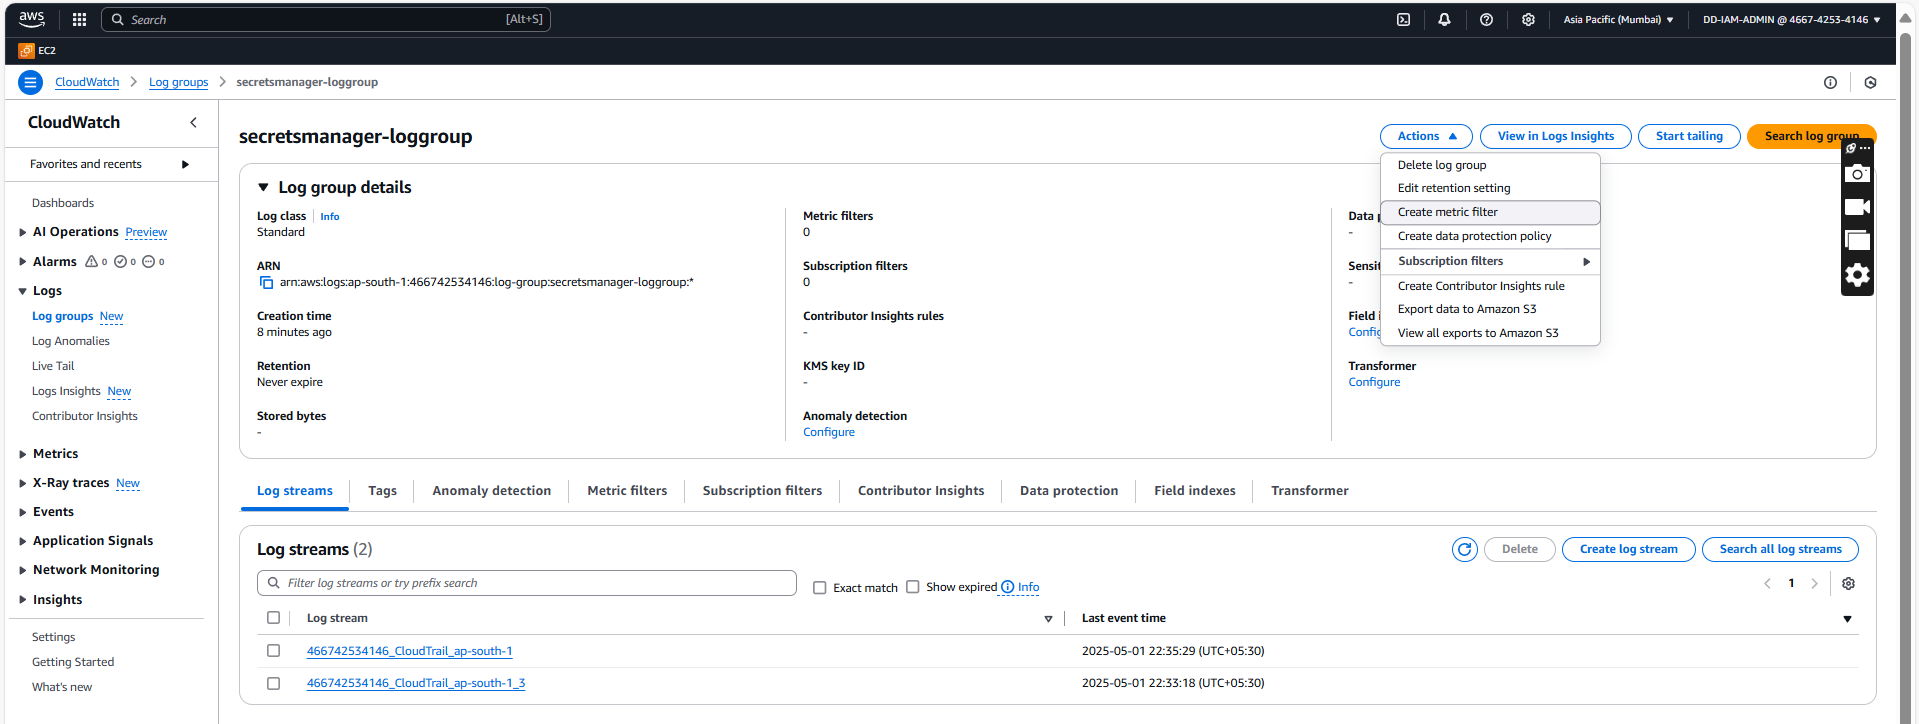 aws
Search [Alt+S]
Asia Pacific (Mumbai) ▼
DD-IAM-ADMIN @ 4667-4253-4146 ▼
EC2
CloudWatch > Log groups > secretsmanager-loggroup
CloudWatch
Favorites and recents
Dashboards
AI Operations Preview
Alarms 0 0 0
Logs
Log groups New
Log Anomalies
Live Tail
Logs Insights New
Contributor Insights
Metrics
X-Ray traces New
Events
Application Signals
Network Monitoring
Insights
Settings
Getting Started
What's new
secretsmanager-loggroup
Actions
View in Logs Insights
Start tailing
Search log group
Delete log group
Edit retention setting
Create metric filter
Create data protection policy
Subscription filters
Create Contributor Insights rule
Export data to Amazon S3
View all exports to Amazon S3
Log group details
Log class Info
Standard
ARN
arn:aws:logs:ap-south-1:466742534146:log-group:secretsmanager-loggroup:*
Creation time
8 minutes ago
Retention
Never expire
Stored bytes
-
Metric filters
0
Subscription filters
0
Contributor Insights rules
-
KMS key ID
-
Anomaly detection
Configure
-
-
Transformer
Configure
Log streams
Tags
Anomaly detection
Metric filters
Subscription filters
Contributor Insights
Data protection
Field indexes
Transformer
Log streams (2)
Delete
Create log stream
Search all log streams
Filter log streams or try prefix search
Exact match
Show expired Info
1
Log stream
Last event time
466742534146_CloudTrail_ap-south-1
2025-05-01 22:35:29 (UTC+05:30)
466742534146_CloudTrail_ap-south-1_3
2025-05-01 22:33:18 (UTC+05:30)